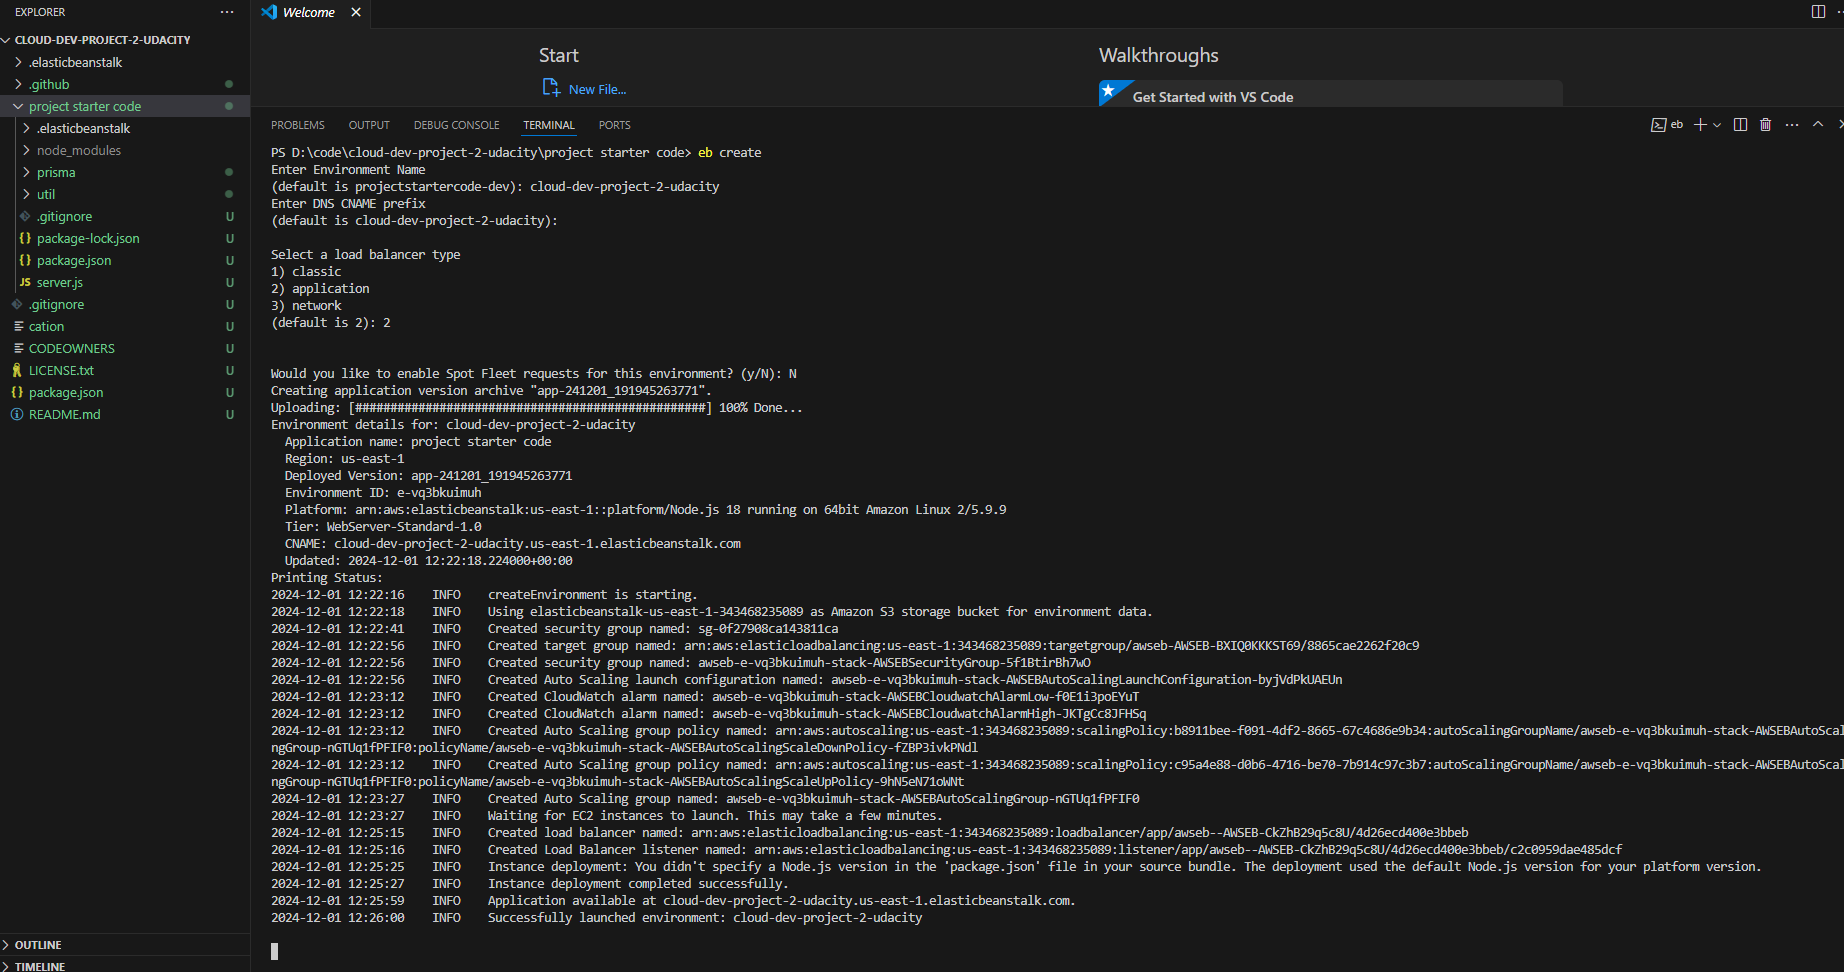 EXPLORER
Welcome
CLOUD-DEV-PROJECT-2-UDACITY
.elasticbeanstalk
.github
project starter code
.elasticbeanstalk
node_modules
prisma
util
.gitignore U
package-lock.json U
package.json U
server.js U
.gitignore U
cation U
CODEOWNERS U
LICENSE.txt U
package.json U
README.md U
OUTLINE
TIMELINE
Start
New File...
Walkthroughs
Get Started with VS Code
PROBLEMS OUTPUT DEBUG CONSOLE TERMINAL PORTS
eb
PS D:\code\cloud-dev-project-2-udacity\project starter code> eb create
Enter Environment Name
(default is projectstartercode-dev): cloud-dev-project-2-udacity
Enter DNS CNAME prefix
(default is cloud-dev-project-2-udacity):
Select a load balancer type
1) classic
2) application
3) network
(default is 2): 2
Would you like to enable Spot Fleet requests for this environment? (y/N): N
Creating application version archive "app-241201_191945263771".
Uploading: [##################################################] 100% Done...
Environment details for: cloud-dev-project-2-udacity
Application name: project starter code
Region: us-east-1
Deployed Version: app-241201_191945263771
Environment ID: e-vq3bkuimuh
Platform: arn:aws:elasticbeanstalk:us-east-1::platform/Node.js 18 running on 64bit Amazon Linux 2/5.9.9
Tier: WebServer-Standard-1.0
CNAME: cloud-dev-project-2-udacity.us-east-1.elasticbeanstalk.com
Updated: 2024-12-01 12:22:18.224000+00:00
Printing Status:
2024-12-01 12:22:16 INFO createEnvironment is starting.
2024-12-01 12:22:18 INFO Using elasticbeanstalk-us-east-1-343468235089 as Amazon S3 storage bucket for environment data.
2024-12-01 12:22:41 INFO Created security group named: sg-0f27908ca143811ca
2024-12-01 12:22:56 INFO Created target group named: arn:aws:elasticloadbalancing:us-east-1:343468235089:targetgroup/awseb-AWSEB-BXIQ0KKKST69/8865cae2262f20c9
2024-12-01 12:22:56 INFO Created security group named: awseb-e-vq3bkuimuh-stack-AWSEBSecurityGroup-5f1BtirBh7wO
2024-12-01 12:22:56 INFO Created Auto Scaling launch configuration named: awseb-e-vq3bkuimuh-stack-AWSEBAutoScalingLaunchConfiguration-byjVdPkUAEUn
2024-12-01 12:23:12 INFO Created CloudWatch alarm named: awseb-e-vq3bkuimuh-stack-AWSEBCloudwatchAlarmLow-f0E1i3poEYuT
2024-12-01 12:23:12 INFO Created CloudWatch alarm named: awseb-e-vq3bkuimuh-stack-AWSEBCloudwatchAlarmHigh-JKTgCc8JFHSq
2024-12-01 12:23:12 INFO Created Auto Scaling group policy named: arn:aws:autoscaling:us-east-1:343468235089:scalingPolicy:b8911bee-f091-4df2-8665-67c4686e9b34:autoScalingGroupName/awseb-e-vq3bkuimuh-stack-AWSEBAutoScal
ngGroup-nGTUq1fPFIF0:policyName/awseb-e-vq3bkuimuh-stack-AWSEBAutoScalingScaleDownPolicy-fZBP3ivkPNdl
2024-12-01 12:23:12 INFO Created Auto Scaling group policy named: arn:aws:autoscaling:us-east-1:343468235089:scalingPolicy:c95a4e88-d0b6-4716-be70-7b914c97c3b7:autoScalingGroupName/awseb-e-vq3bkuimuh-stack-AWSEBAutoScal
ngGroup-nGTUq1fPFIF0:policyName/awseb-e-vq3bkuimuh-stack-AWSEBAutoScalingScaleUpPolicy-9hN5eN71oWNt
2024-12-01 12:23:27 INFO Created Auto Scaling group named: awseb-e-vq3bkuimuh-stack-AWSEBAutoScalingGroup-nGTUq1fPFIF0
2024-12-01 12:23:27 INFO Waiting for EC2 instances to launch. This may take a few minutes.
2024-12-01 12:25:15 INFO Created load balancer named: arn:aws:elasticloadbalancing:us-east-1:343468235089:loadbalancer/app/awseb--AWSEB-CkZhB29q5c8U/4d26ecd400e3bbeb
2024-12-01 12:25:16 INFO Created Load Balancer listener named: arn:aws:elasticloadbalancing:us-east-1:343468235089:listener/app/awseb--AWSEB-CkZhB29q5c8U/4d26ecd400e3bbeb/c2c0959dae485dcf
2024-12-01 12:25:25 INFO Instance deployment: You didn't specify a Node.js version in the 'package.json' file in your source bundle. The deployment used the default Node.js version for your platform version.
2024-12-01 12:25:27 INFO Instance deployment completed successfully.
2024-12-01 12:25:59 INFO Application available at cloud-dev-project-2-udacity.us-east-1.elasticbeanstalk.com.
2024-12-01 12:26:00 INFO Successfully launched environment: cloud-dev-project-2-udacity